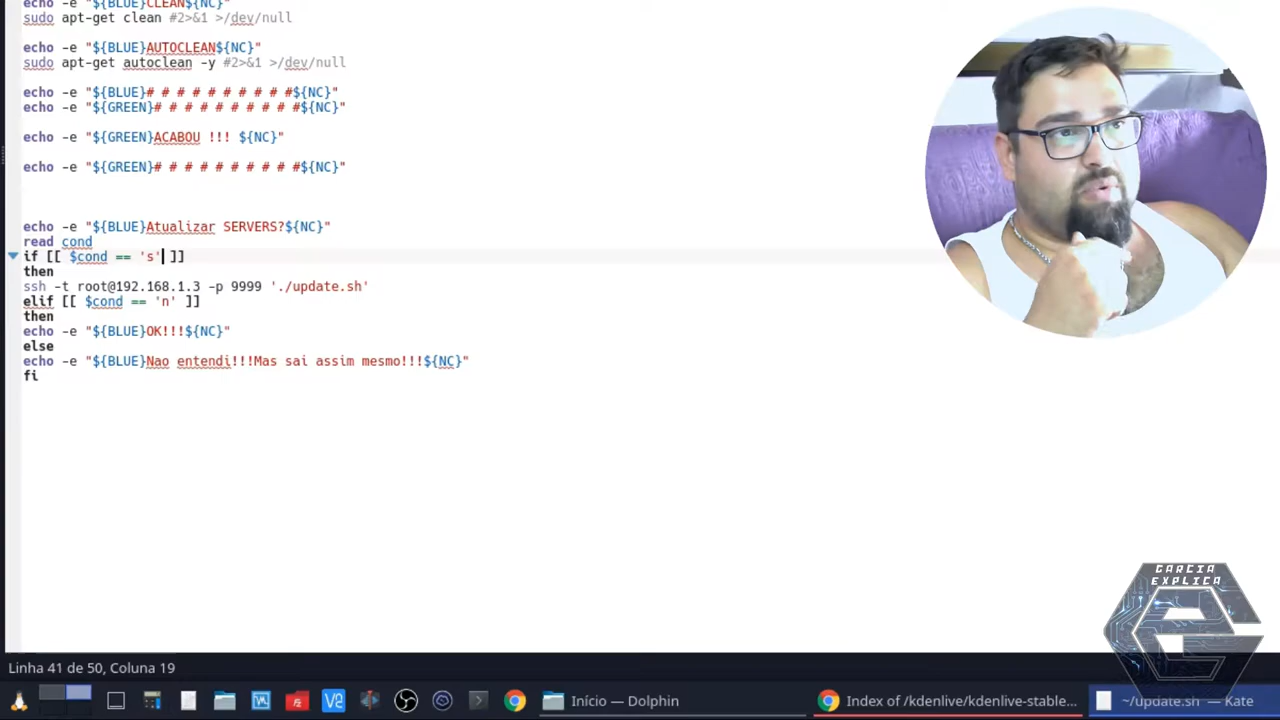 echo -e "${BLUE}CLEAN${NC}"
sudo apt-get clean #2>&1 >/dev/null
echo -e "${BLUE}AUTOCLEAN${NC}"
sudo apt-get autoclean -y #2>&1 >/dev/null
echo -e "${BLUE}# # # # # # # # # #${NC}"
echo -e "${GREEN}# # # # # # # # # #${NC}"
echo -e "${GREEN}ACABOU !!! ${NC}"
echo -e "${GREEN}# # # # # # # # # #${NC}"
echo -e "${BLUE}Atualizar SERVERS?${NC}"
read cond
if [[ $cond == 's' ]]
then
ssh -t root@192.168.1.3 -p 9999 './update.sh'
elif [[ $cond == 'n' ]]
then
echo -e "${BLUE}OK!!!${NC}"
else
echo -e "${BLUE}Nao entendi!!!Mas sai assim mesmo!!!${NC}"
fi
GARCIA
EXPLICA
Linha 41 de 50, Coluna 19
Início — Dolphin
Index of /kdenlive/kdenlive-stable...
~/update.sh — Kate